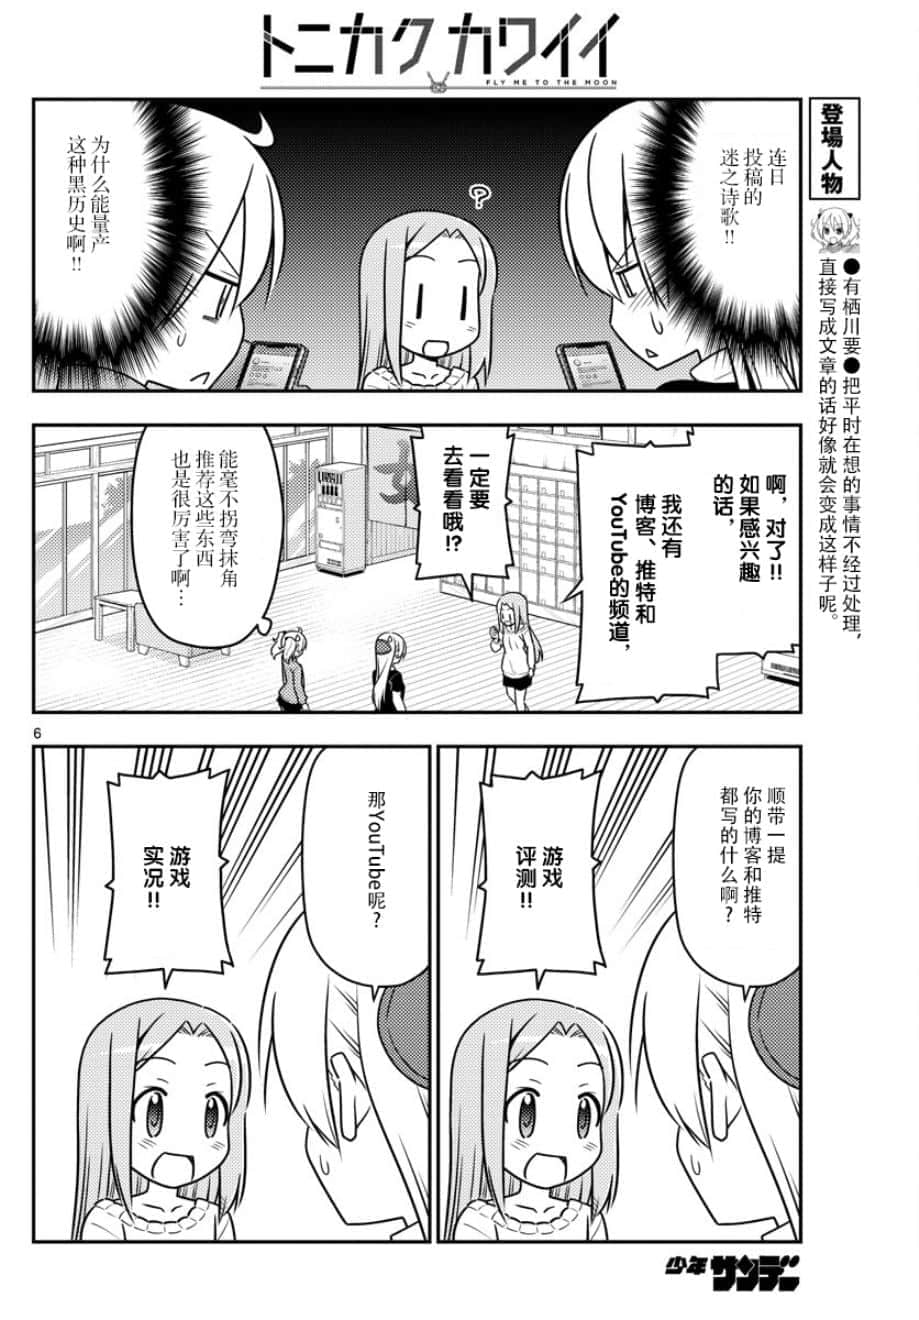 トニカクカワイイ
FLY ME TO THE MOON
登場人物
●有栖川要●把平时在想的事情不经过处理，
直接写成文章的话好像就会变成这样子呢。
连日
投稿的
迷之诗歌!!
?
为什么能量产
这种黑历史啊!!
啊，对了!!
如果感兴趣
的话，
我还有
博客、推特和
YouTube的频道，
一定要
去看看哦!?
能毫不拐弯抹角
推荐这些东西
也是很厉害了啊…
6
顺带一提
你的博客和推特
都写的什么啊?
游戏
评测!!
那YouTube呢?
游戏
实况!!
少年サンデー